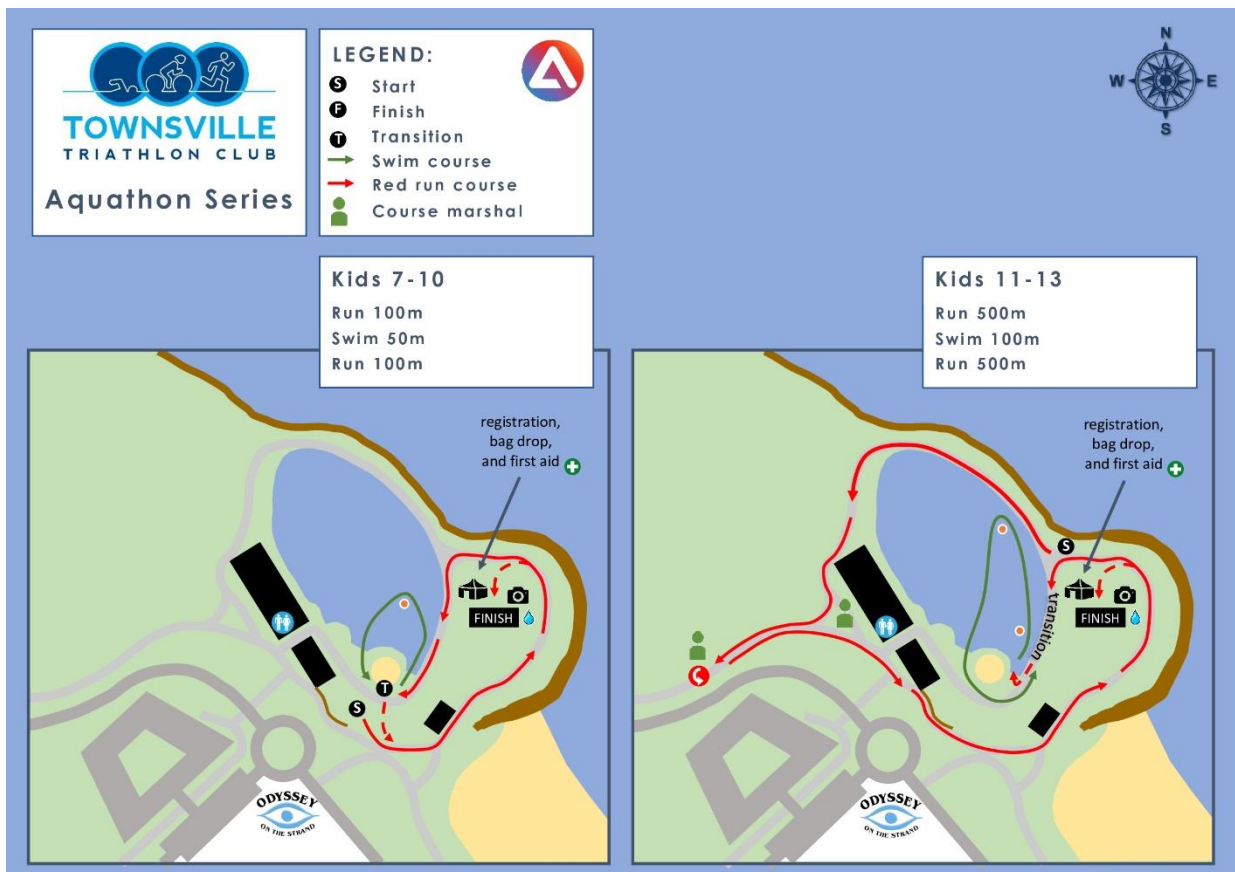 TOWNSVILLE
TRIATHLON CLUB
Aquathon Series
LEGEND:
S Start
F Finish
T Transition
Swim course
Red run course
Course marshal
N
W E
S
Kids 7-10
Run 100m
Swim 50m
Run 100m
Kids 11-13
Run 500m
Swim 100m
Run 500m
registration,
bag drop,
and first aid
FINISH
T
S
ODYSSEY
ON THE STRAND
registration,
bag drop,
and first aid
S
transition
FINISH
ODYSSEY
ON THE STRAND